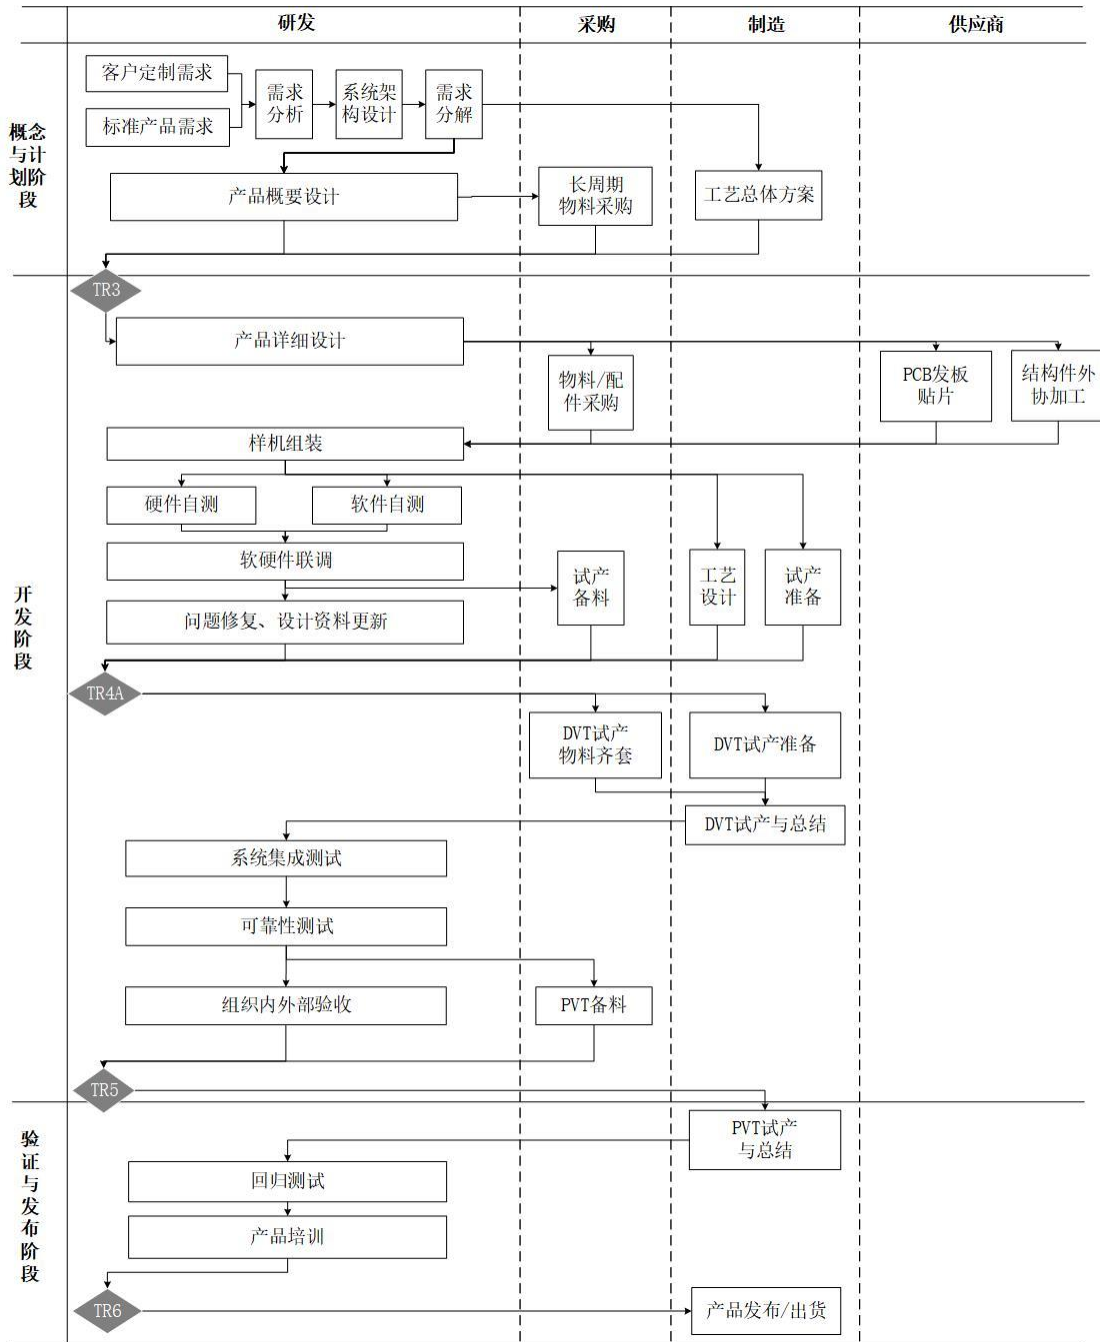 研发
采购
制造
供应商
概念
与计
划阶
段
客户定制需求
标准产品需求
需求
分析
系统架
构设计
需求
分解
产品概要设计
长周期
物料采购
工艺总体方案
TR3
开
发
阶
段
产品详细设计
物料/配
件采购
PCB发板
贴片
结构件外
协加工
样机组装
硬件自测
软件自测
软硬件联调
试产
备料
工艺
设计
试产
准备
问题修复、设计资料更新
TR4A
DVT试产
物料齐套
DVT试产准备
DVT试产与总结
系统集成测试
可靠性测试
组织内外部验收
PVT备料
TR5
验
证
与
发
布
阶
段
PVT试产
与总结
回归测试
产品培训
TR6
产品发布/出货